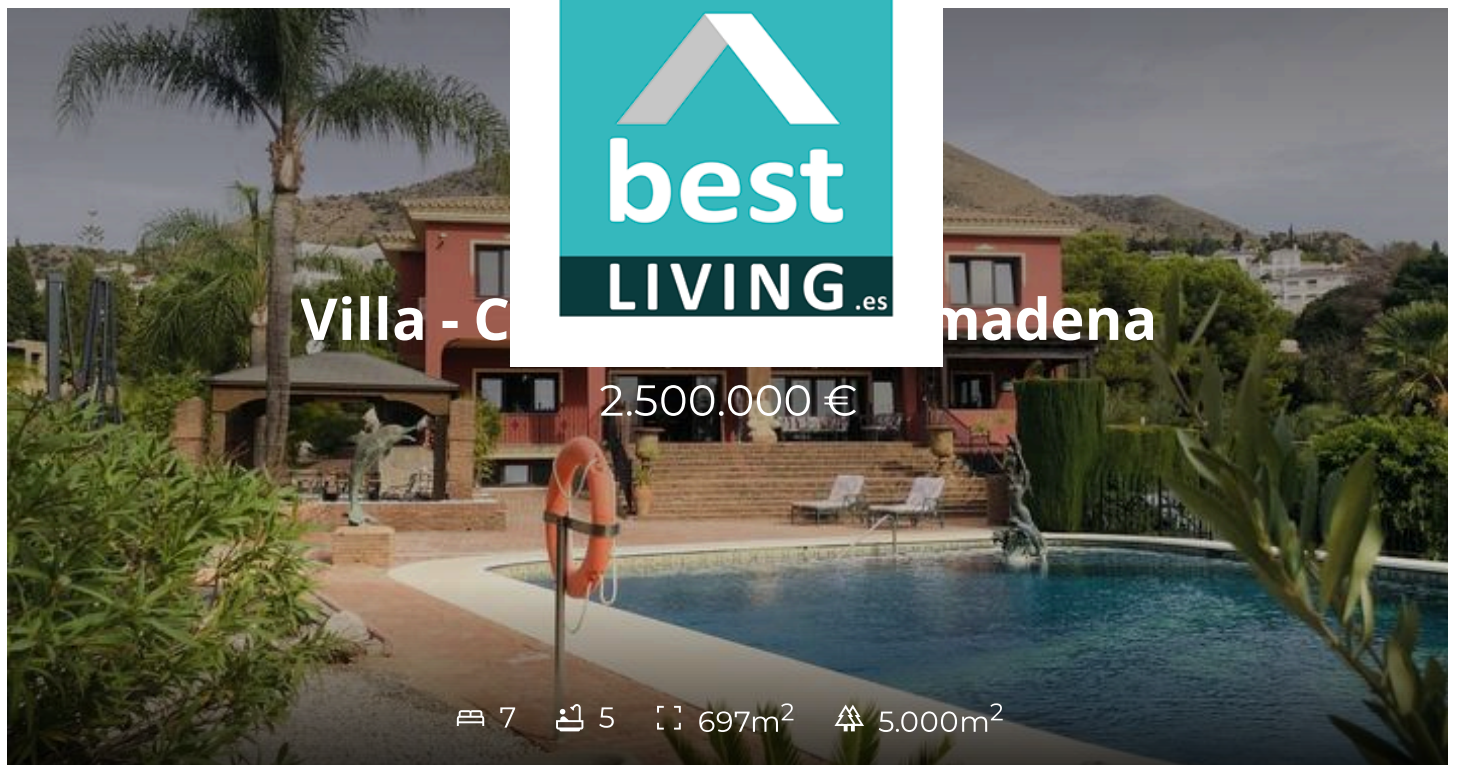 best
LIVING.es
Villa - C madena
2.500.000 €
7 5 697m² 5.000m²